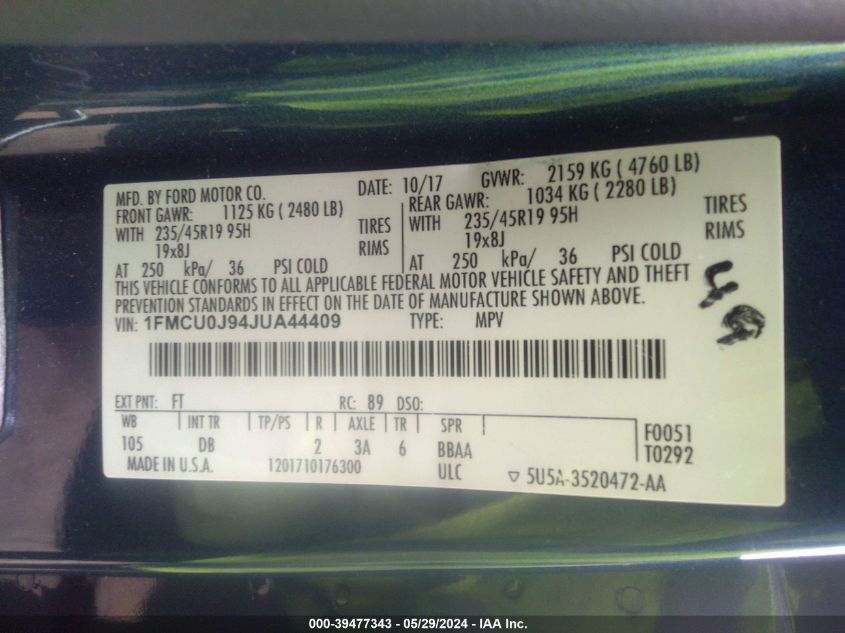 MFD. BY FORD MOTOR CO. DATE: 10/17 GVWR: 2159 KG ( 4760 LB)
FRONT GAWR: 1125 KG ( 2480 LB) REAR GAWR: 1034 KG ( 2280 LB)
WITH 235/45R19 95H TIRES WITH 235/45R19 95H TIRES
19x8J RIMS 19x8J RIMS
AT 250 kPa/ 36 PSI COLD AT 250 kPa/ 36 PSI COLD
THIS VEHICLE CONFORMS TO ALL APPLICABLE FEDERAL MOTOR VEHICLE SAFETY AND THEFT
PREVENTION STANDARDS IN EFFECT ON THE DATE OF MANUFACTURE SHOWN ABOVE.
VIN: 1FMCU0J94JUA44409 TYPE: MPV
EXT PNT: FT RC: 89 DSO:
WB INT TR TP/PS R AXLE TR SPR F0051
105 DB 2 3A 6 BBAA T0292
MADE IN U.S.A. 1201710176300 ULC ▽ 5U5A-3520472-AA
000-39477343 / 05/29/2024 - IAA Inc.